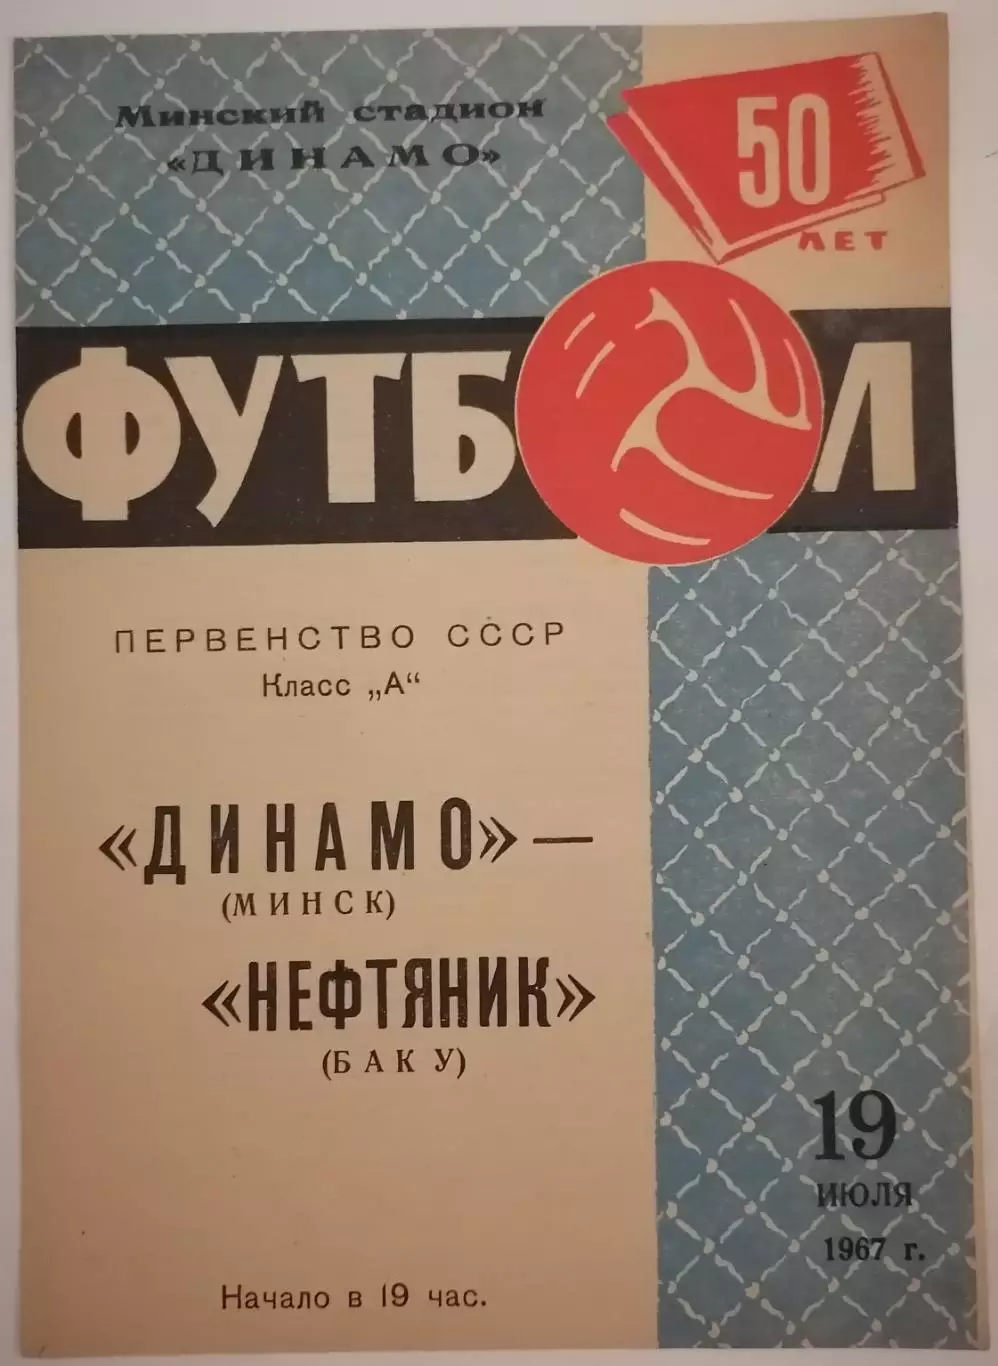 Минский стадион
«ДИНАМО»
50
ЛЕТ
ФУТБОЛ
ПЕРВЕНСТВО СССР
Класс „А“
«ДИНАМО» —
(МИНСК)
«НЕФТЯНИК»
(БАКУ)
19
ИЮЛЯ
1967 г.
Начало в 19 час.